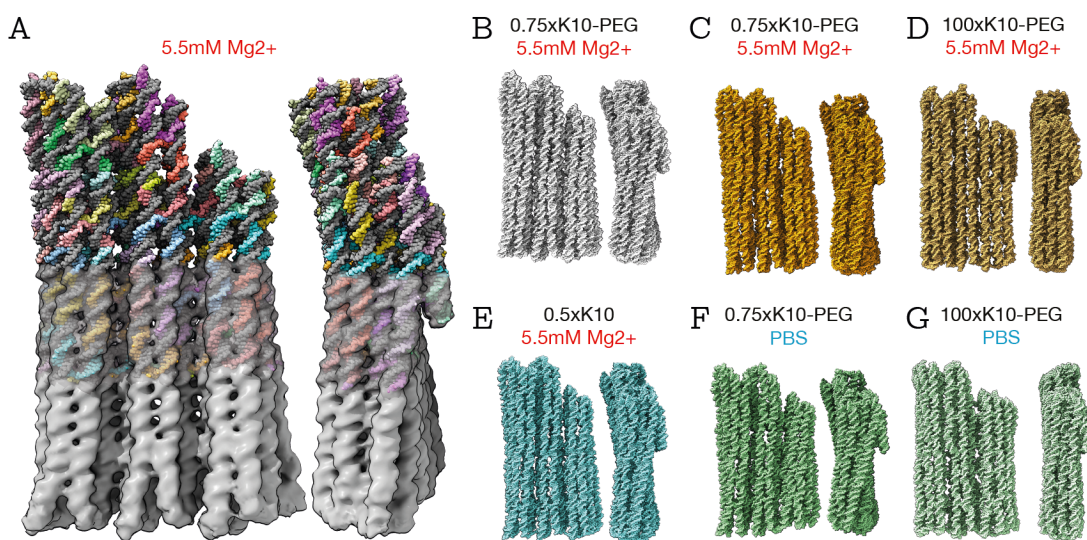 A
5.5mM Mg2+
B
0.75xK10-PEG
5.5mM Mg2+
C
0.75xK10-PEG
5.5mM Mg2+
D
100xK10-PEG
5.5mM Mg2+
E
0.5xK10
5.5mM Mg2+
F
0.75xK10-PEG
PBS
G
100xK10-PEG
PBS